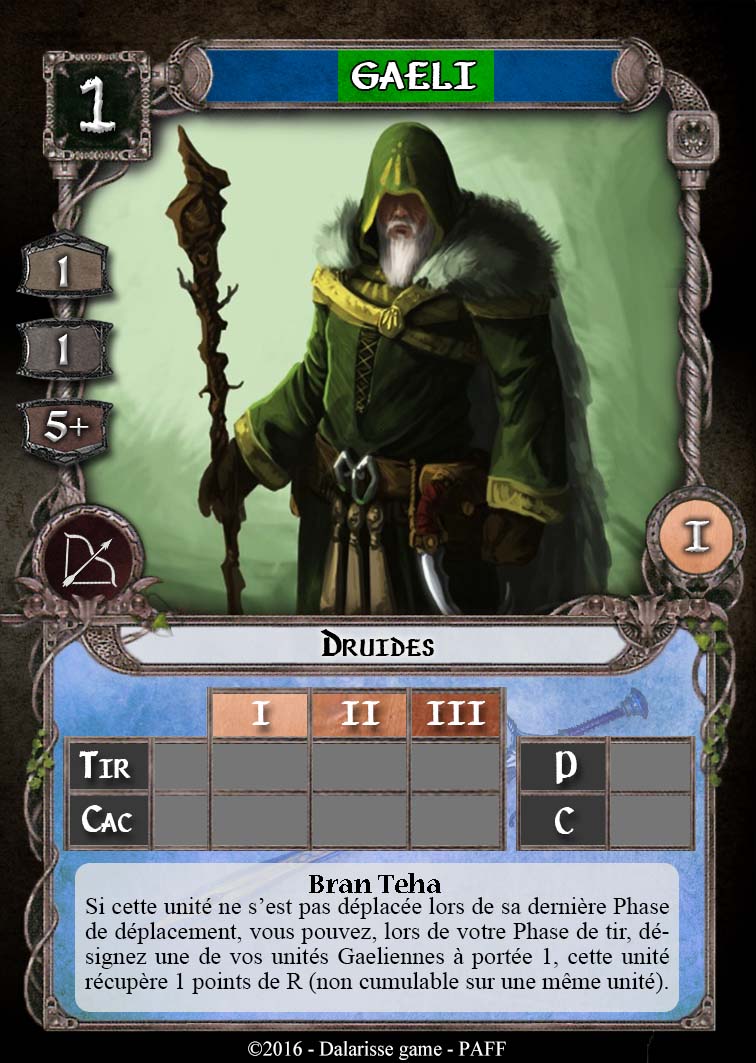 GAELI
1
1
1
5+
I
DRUIDES
I II III
TIR
CAC
P
C
Bran Teha
Si cette unité ne s'est pas déplacée lors de sa dernière Phase
de déplacement, vous pouvez, lors de votre Phase de tir, dé-
signez une de vos unités Gaeliennes à portée 1, cette unité
récupère 1 points de R (non cumulable sur une même unité).
©2016 - Dalarisse game - PAFF